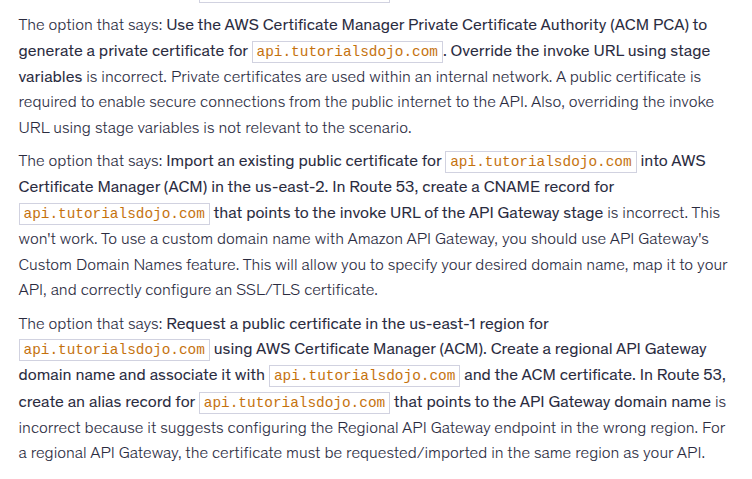 The option that says: Use the AWS Certificate Manager Private Certificate Authority (ACM PCA) to
generate a private certificate for api.tutorialsdojo.com. Override the invoke URL using stage
variables is incorrect. Private certificates are used within an internal network. A public certificate is
required to enable secure connections from the public internet to the API. Also, overriding the invoke
URL using stage variables is not relevant to the scenario.
The option that says: Import an existing public certificate for api.tutorialsdojo.com into AWS
Certificate Manager (ACM) in the us-east-2. In Route 53, create a CNAME record for
api.tutorialsdojo.com that points to the invoke URL of the API Gateway stage is incorrect. This
won't work. To use a custom domain name with Amazon API Gateway, you should use API Gateway's
Custom Domain Names feature. This will allow you to specify your desired domain name, map it to your
API, and correctly configure an SSL/TLS certificate.
The option that says: Request a public certificate in the us-east-1 region for
api.tutorialsdojo.com using AWS Certificate Manager (ACM). Create a regional API Gateway
domain name and associate it with api.tutorialsdojo.com and the ACM certificate. In Route 53,
create an alias record for api.tutorialsdojo.com that points to the API Gateway domain name is
incorrect because it suggests configuring the Regional API Gateway endpoint in the wrong region. For
a regional API Gateway, the certificate must be requested/imported in the same region as your API.